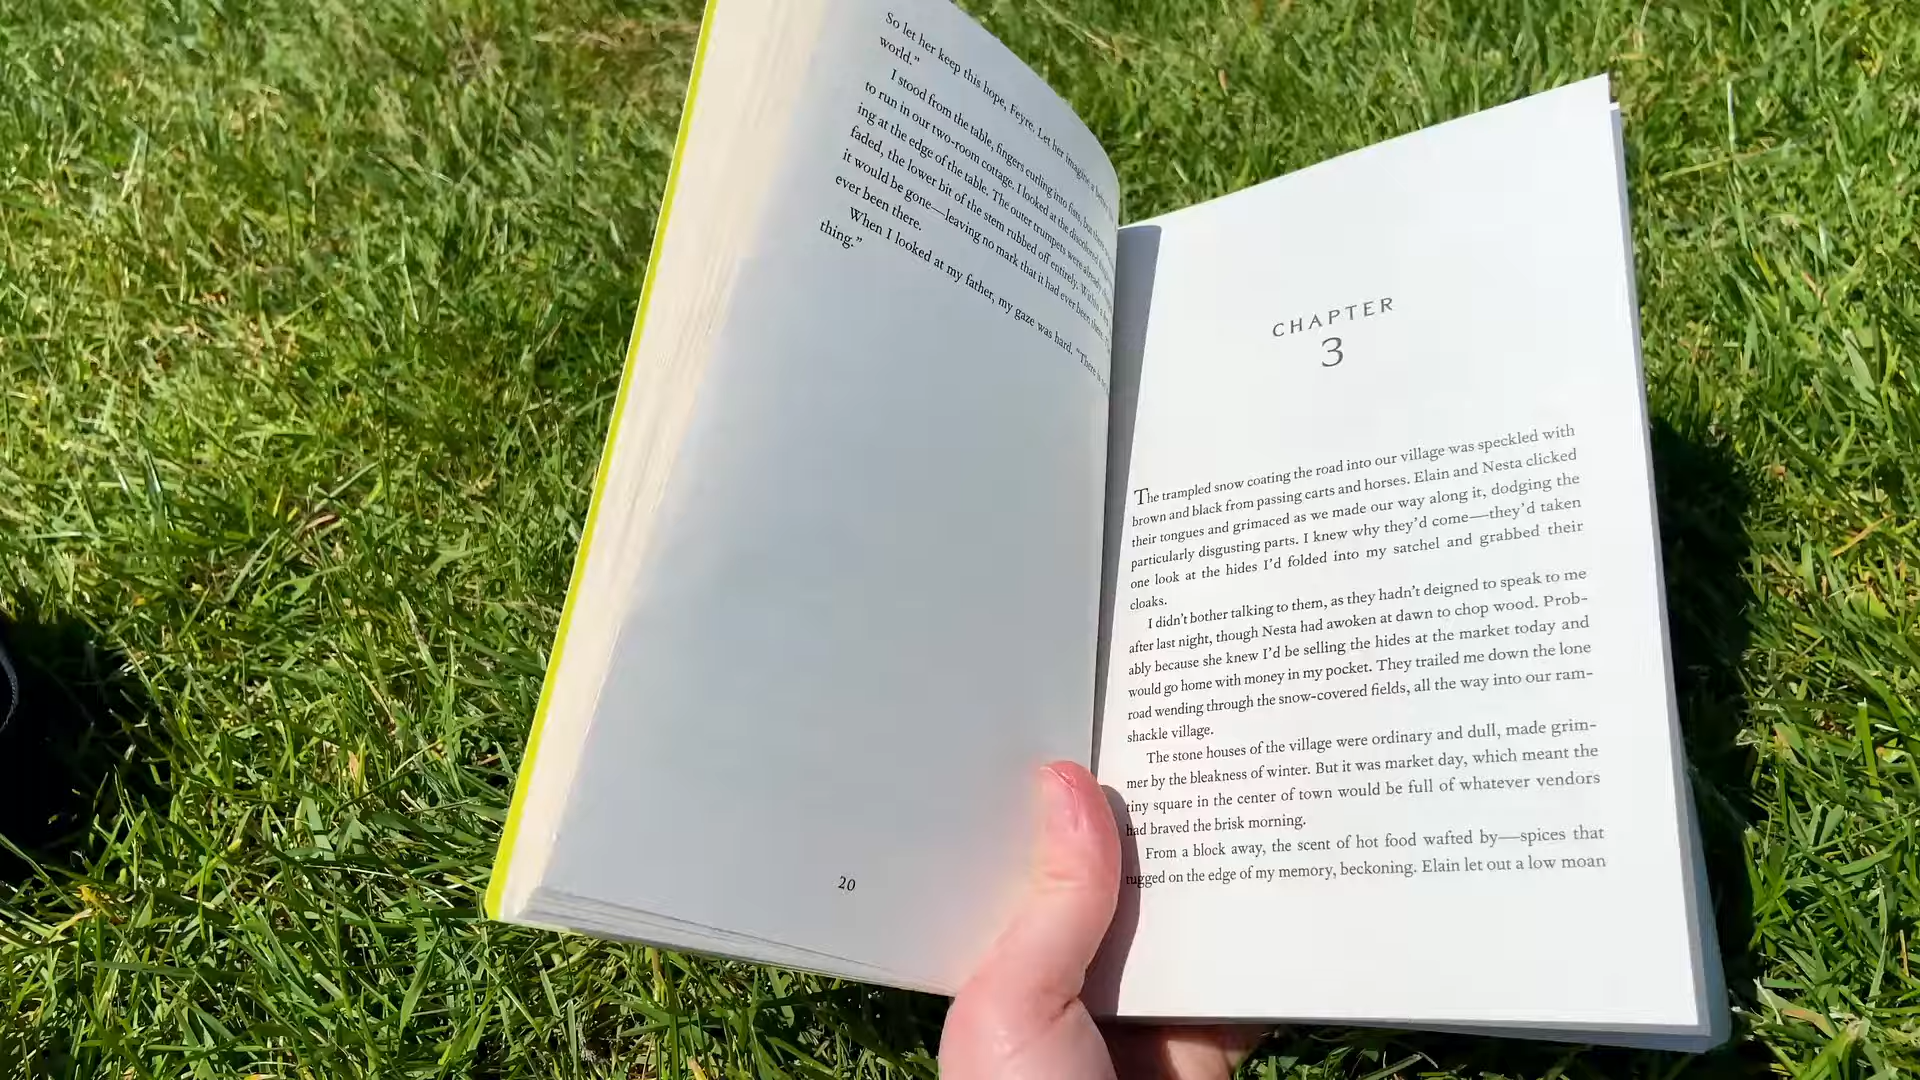 So let her keep this hope, Feyre. Let her imagine a better
world.”
I stood from the table, fingers curling into fists, but there
to run in our two-room cottage. I looked at the discolored
ing at the edge of the table. The outer trumpets were already
faded, the lower bit of the stem rubbed off entirely. Within a
it would be gone—leaving no mark that it had ever been there.
ever been there.
When I looked at my father, my gaze was hard. “There is
thing.”
20
CHAPTER
3
The trampled snow coating the road into our village was speckled with
brown and black from passing carts and horses. Elain and Nesta clicked
their tongues and grimaced as we made our way along it, dodging the
particularly disgusting parts. I knew why they’d come—they’d taken
one look at the hides I’d folded into my satchel and grabbed their
cloaks.
I didn’t bother talking to them, as they hadn’t deigned to speak to me
after last night, though Nesta had awoken at dawn to chop wood. Prob-
ably because she knew I’d be selling the hides at the market today and
would go home with money in my pocket. They trailed me down the lone
road wending through the snow-covered fields, all the way into our ram-
shackle village.
The stone houses of the village were ordinary and dull, made grim-
mer by the bleakness of winter. But it was market day, which meant the
tiny square in the center of town would be full of whatever vendors
had braved the brisk morning.
From a block away, the scent of hot food wafted by—spices that
tugged on the edge of my memory, beckoning. Elain let out a low moan